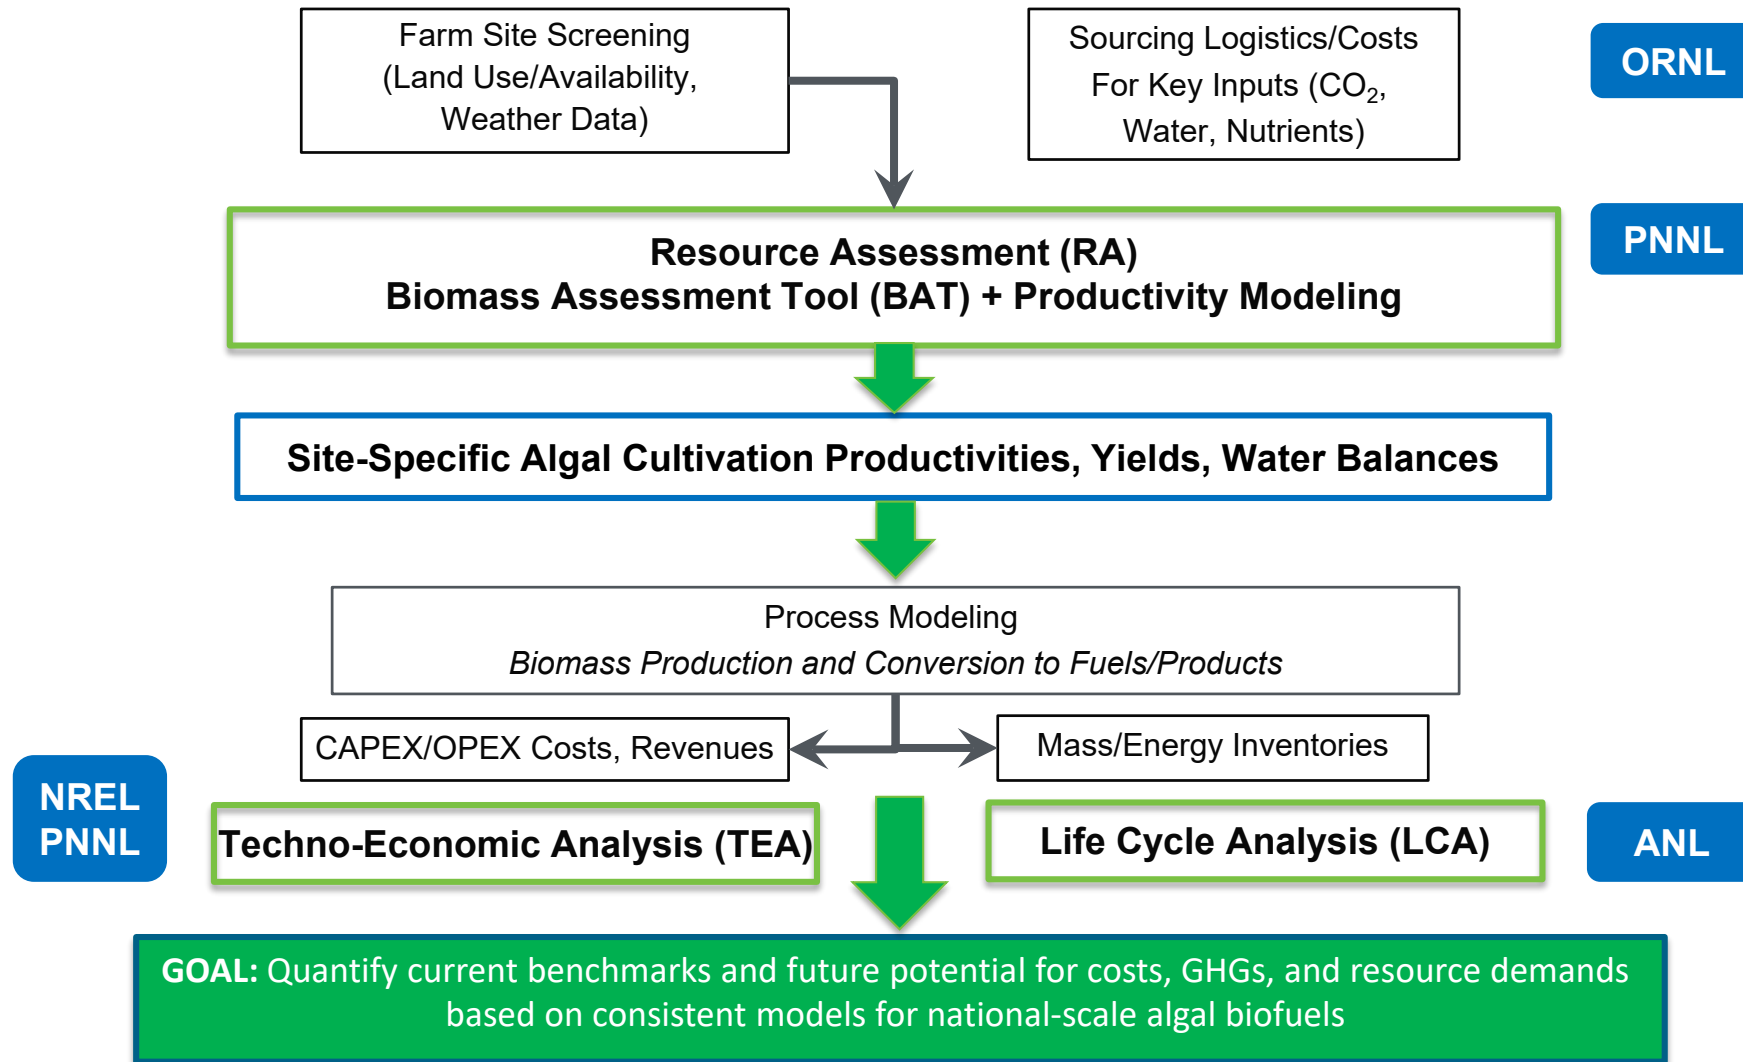 Farm Site Screening
(Land Use/Availability,
Weather Data)
Sourcing Logistics/Costs
For Key Inputs (CO₂,
Water, Nutrients)
ORNL
Resource Assessment (RA)
Biomass Assessment Tool (BAT) + Productivity Modeling
PNNL
Site-Specific Algal Cultivation Productivities, Yields, Water Balances
Process Modeling
Biomass Production and Conversion to Fuels/Products
CAPEX/OPEX Costs, Revenues
Mass/Energy Inventories
NREL
PNNL
Techno-Economic Analysis (TEA)
Life Cycle Analysis (LCA)
ANL
GOAL: Quantify current benchmarks and future potential for costs, GHGs, and resource demands
based on consistent models for national-scale algal biofuels